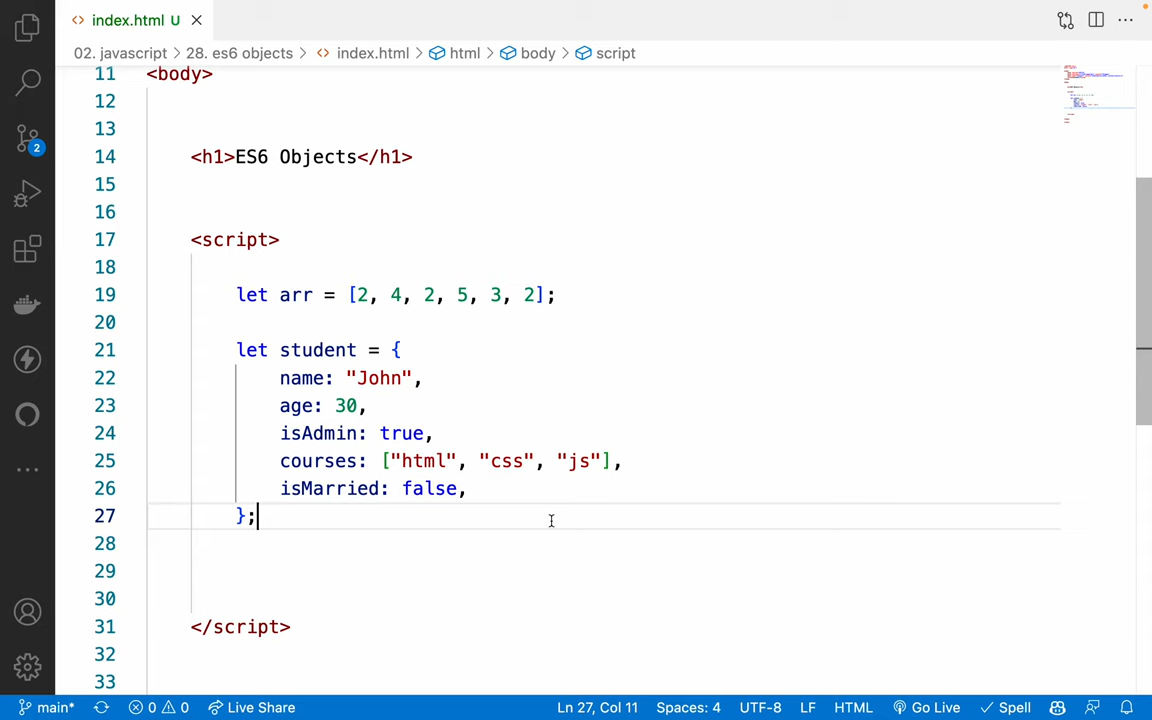 index.html U
02. javascript > 28. es6 objects > index.html > html > body > script
11 <body>
12
13
14 <h1>ES6 Objects</h1>
15
16
17 <script>
18
19 let arr = [2, 4, 2, 5, 3, 2];
20
21 let student = {
22 name: "John",
23 age: 30,
24 isAdmin: true,
25 courses: ["html", "css", "js"],
26 isMarried: false,
27 };
28
29
30
31 </script>
32
33
2
main* 0 0 Live Share Ln 27, Col 11 Spaces: 4 UTF-8 LF HTML Go Live Spell